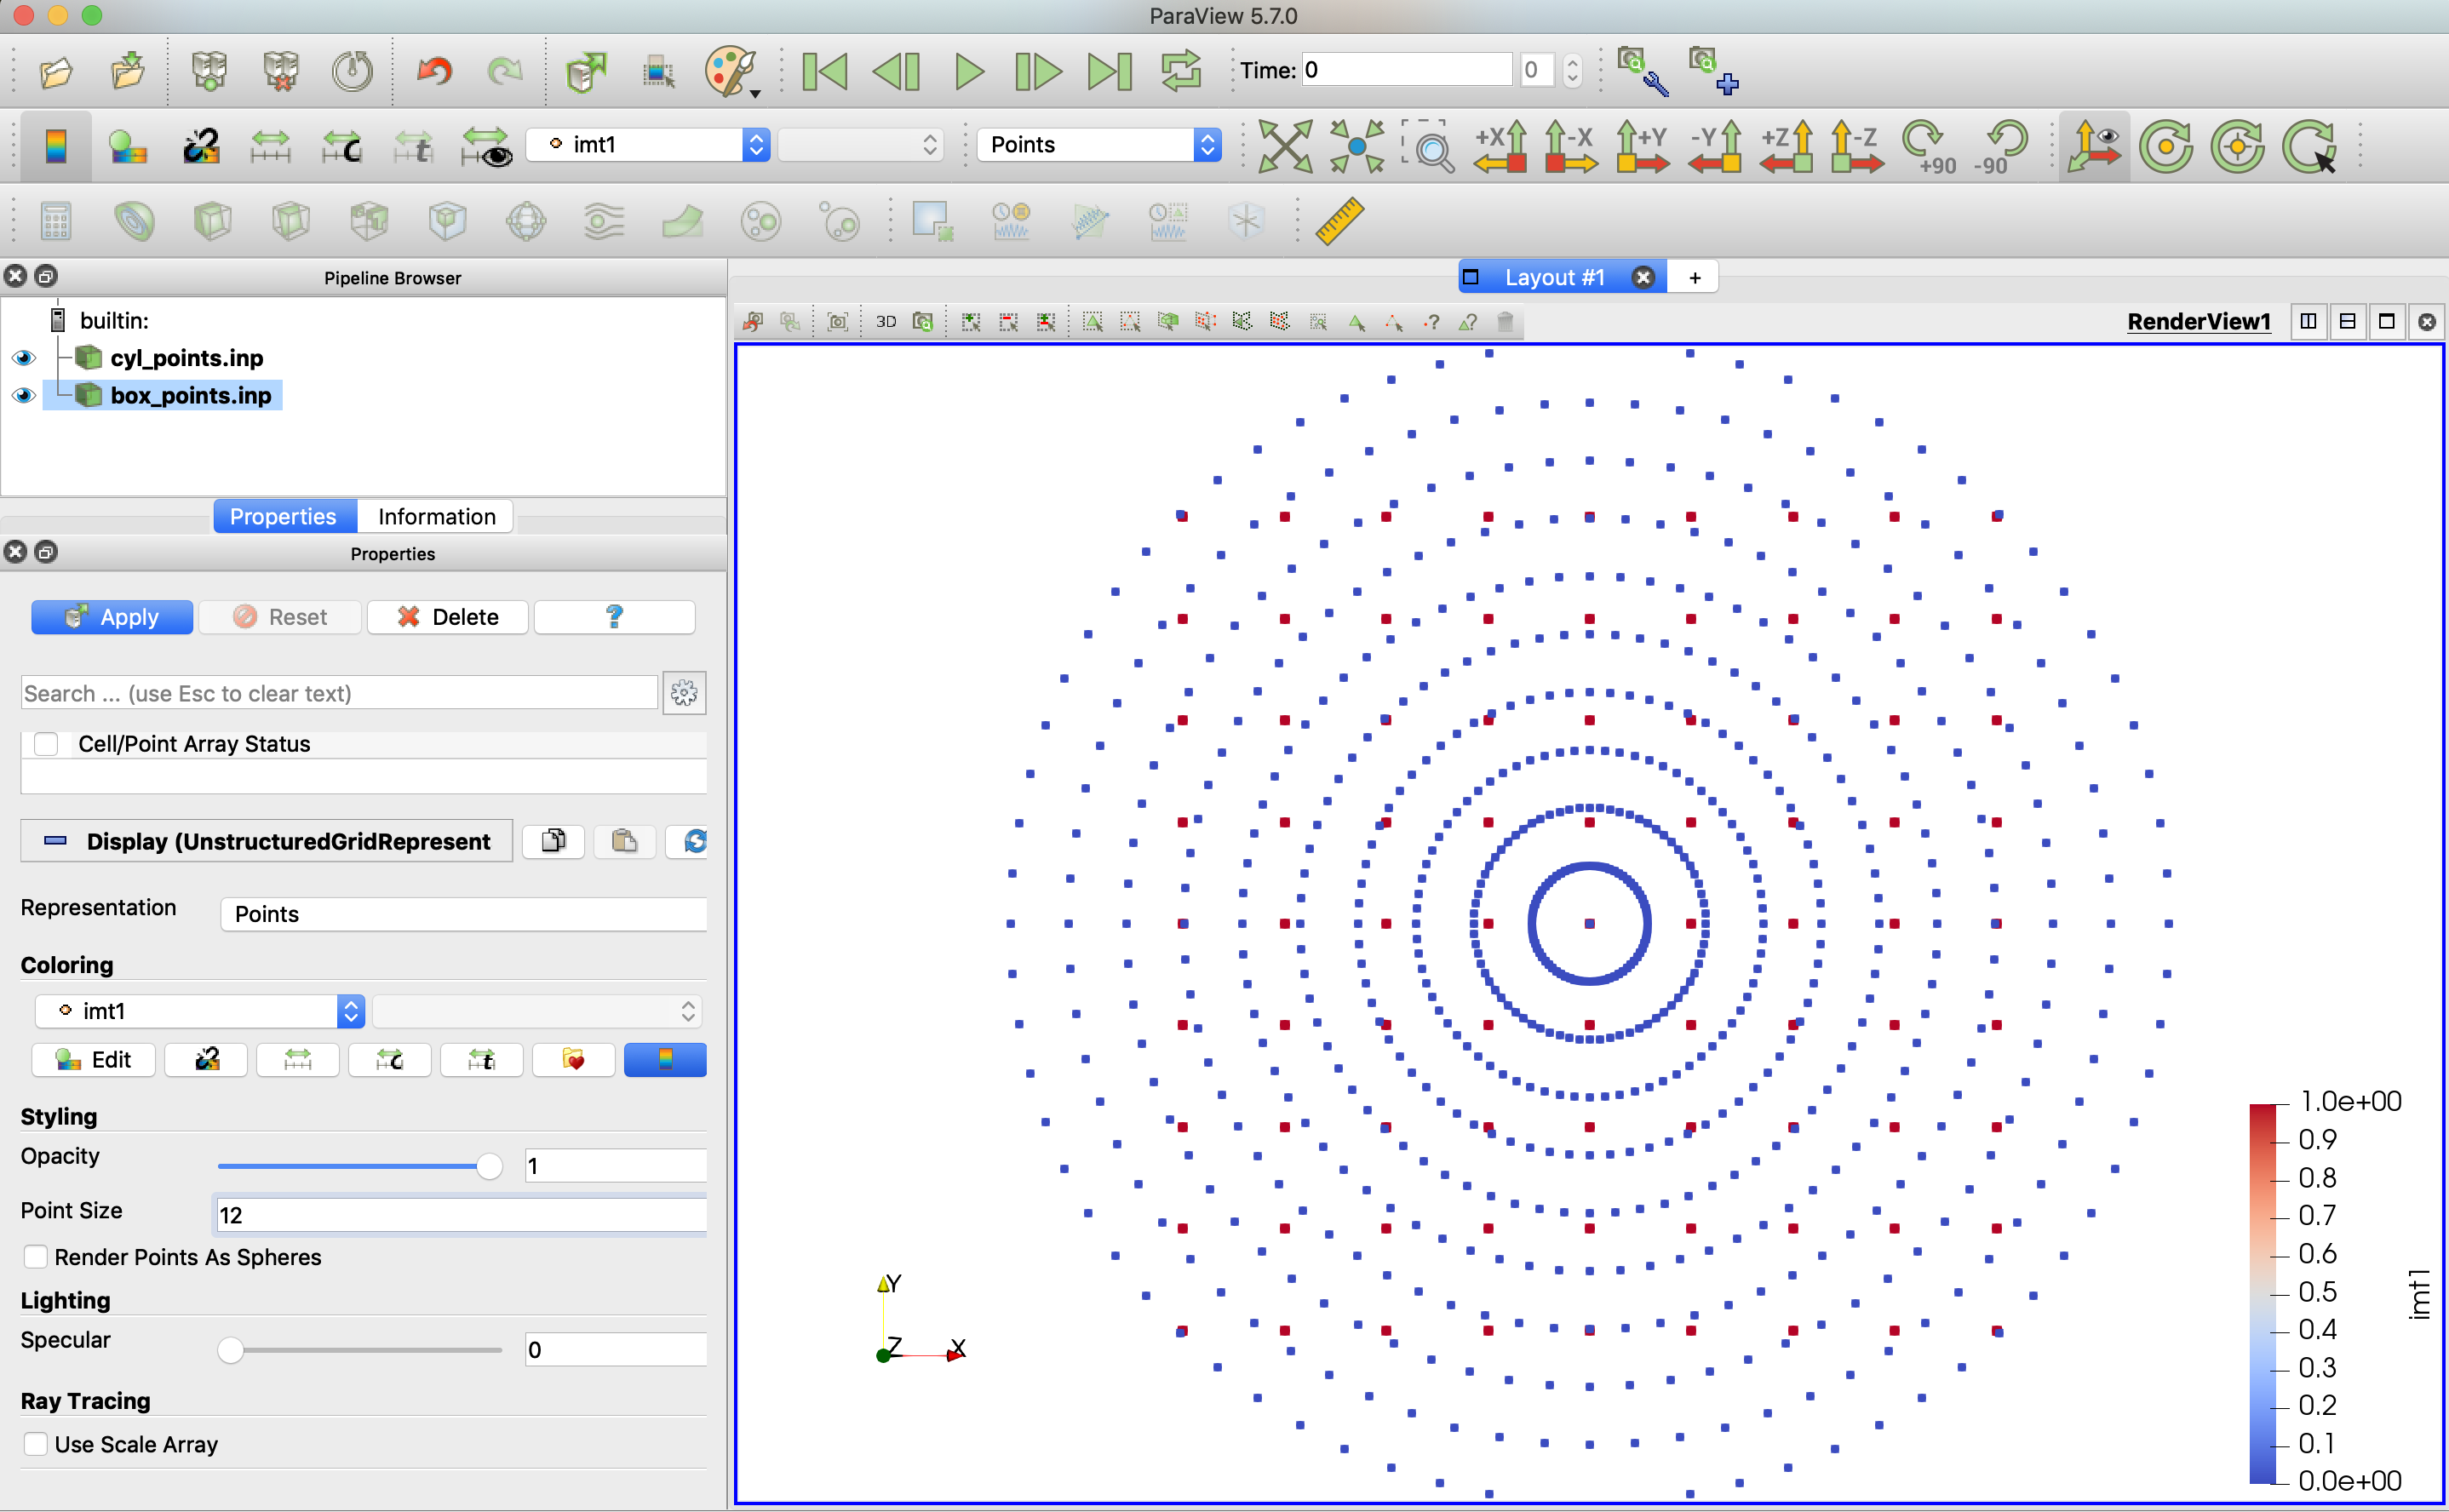 ParaView 5.7.0
Time: 0 0
imt1 Points +X -X +Y -Y +Z -Z +90 -90
Pipeline Browser
Layout #1 +
builtin:
3D ? ? RenderView1
cyl_points.inp
box_points.inp
Properties Information
Properties
Apply Reset Delete ?
Search ... (use Esc to clear text)
Cell/Point Array Status
Display (UnstructuredGridRepresent
Representation Points
Coloring
imt1
Edit
Styling
Opacity 1
Point Size 12
Render Points As Spheres
Lighting
Specular 0
Ray Tracing
Use Scale Array
Y
Z X
1.0e+00
0.9
0.8
0.7
0.6
0.5
0.4
0.3
0.2
0.1
0.0e+00
imt1